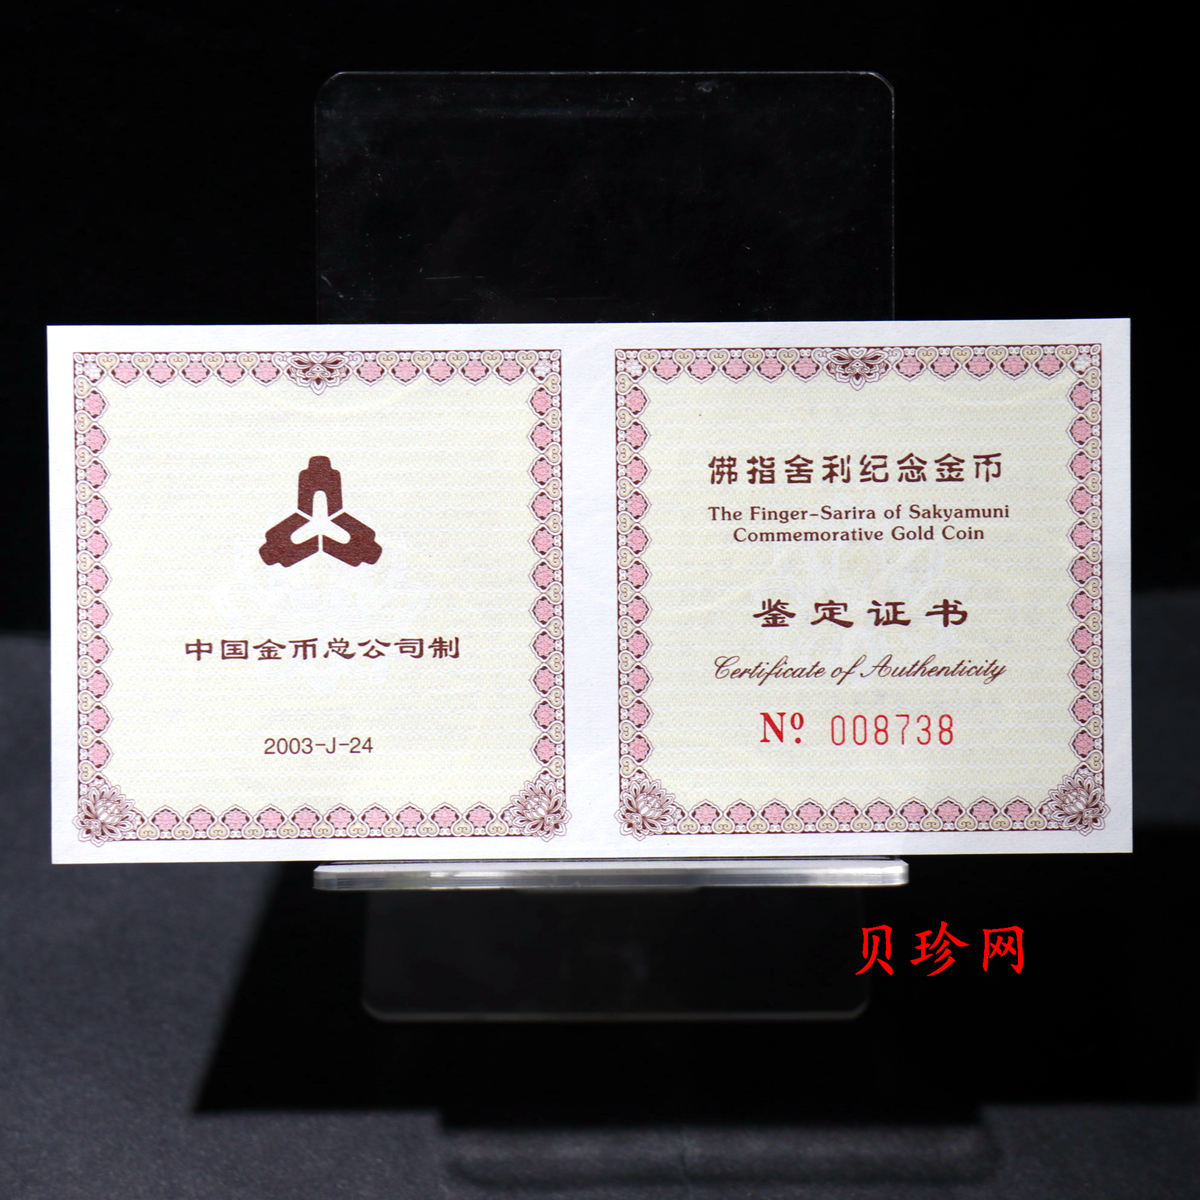 中国金币总公司制
2003-J-24
佛指舍利纪念金币
The Finger-Sarira of Sakyamuni
Commemorative Gold Coin
鉴定证书
Certificate of Authenticity
Nº 008738
贝珍网